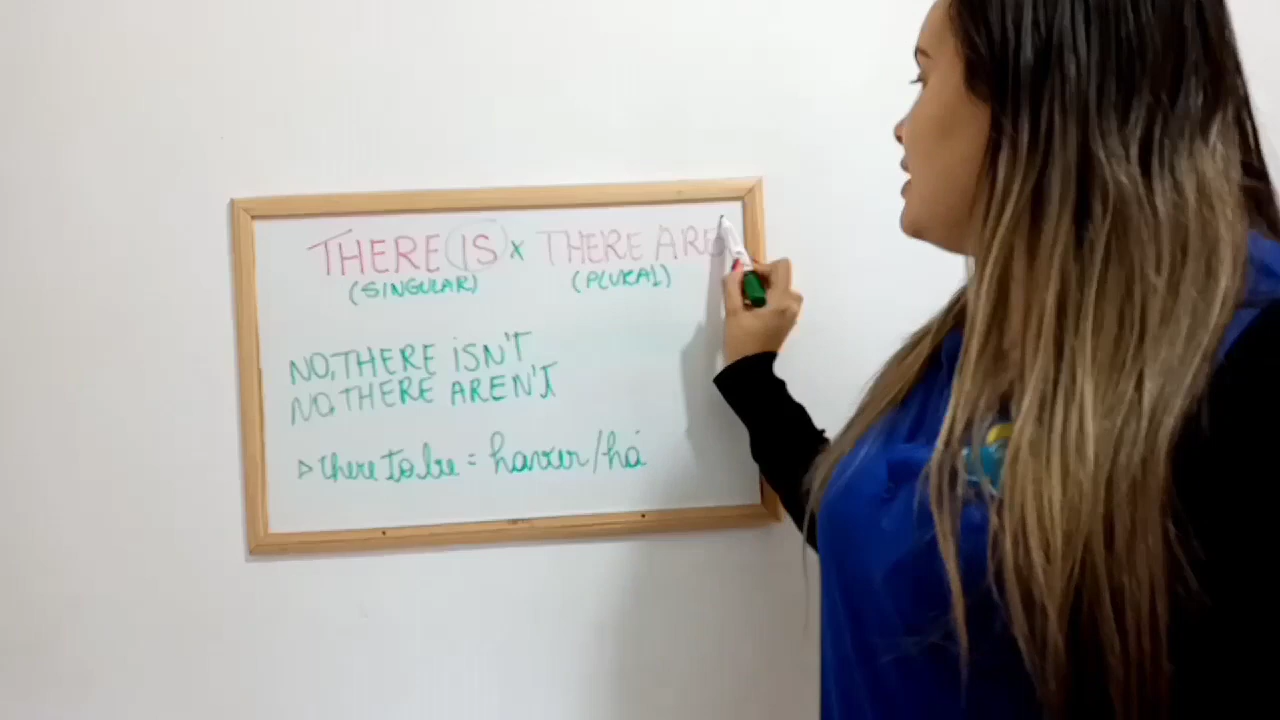 THERE IS x THERE ARE
(SINGULAR) (PLURAL)
NO, THERE ISN'T
NO, THERE AREN'T
▷ there to be = haver/há